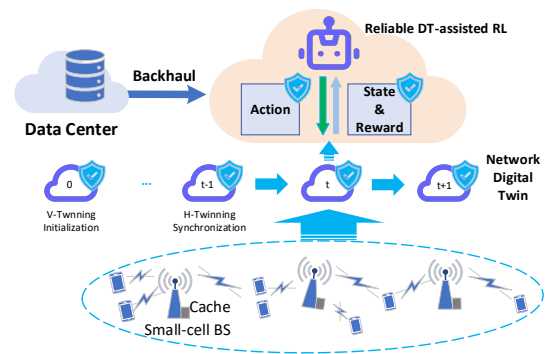 Reliable DT-assisted RL
Backhaul
Data Center
Action
State
&
Reward
0
...
t-1
t
t+1
Network
Digital
Twin
V-Twnning
Initialization
H-Twinning
Synchronization
Cache
Small-cell BS